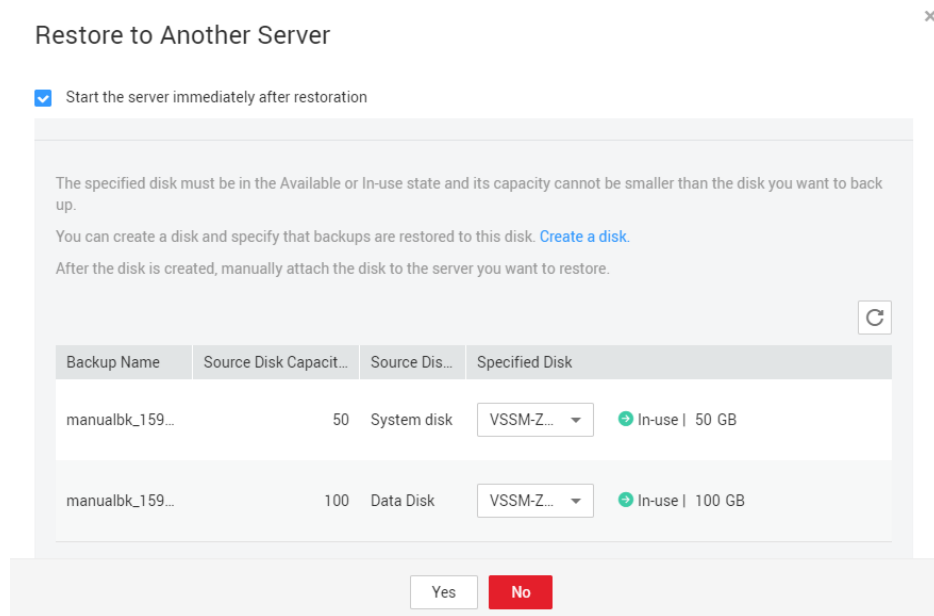 Restore to Another Server
Start the server immediately after restoration
The specified disk must be in the Available or In-use state and its capacity cannot be smaller than the disk you want to back
up.
You can create a disk and specify that backups are restored to this disk. Create a disk.
After the disk is created, manually attach the disk to the server you want to restore.
Backup Name Source Disk Capacit... Source Dis... Specified Disk
manualbk_159... 50 System disk VSSM-Z... In-use | 50 GB
manualbk_159... 100 Data Disk VSSM-Z... In-use | 100 GB
Yes No